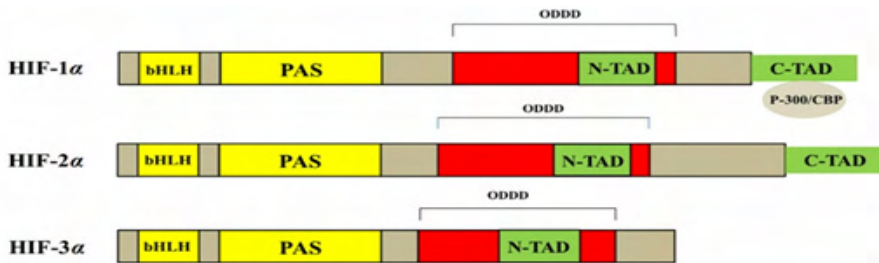 ODDD
HIF-1α bHLH PAS N-TAD C-TAD
P-300/CBP
ODDD
HIF-2α bHLH PAS N-TAD C-TAD
ODDD
HIF-3α bHLH PAS N-TAD